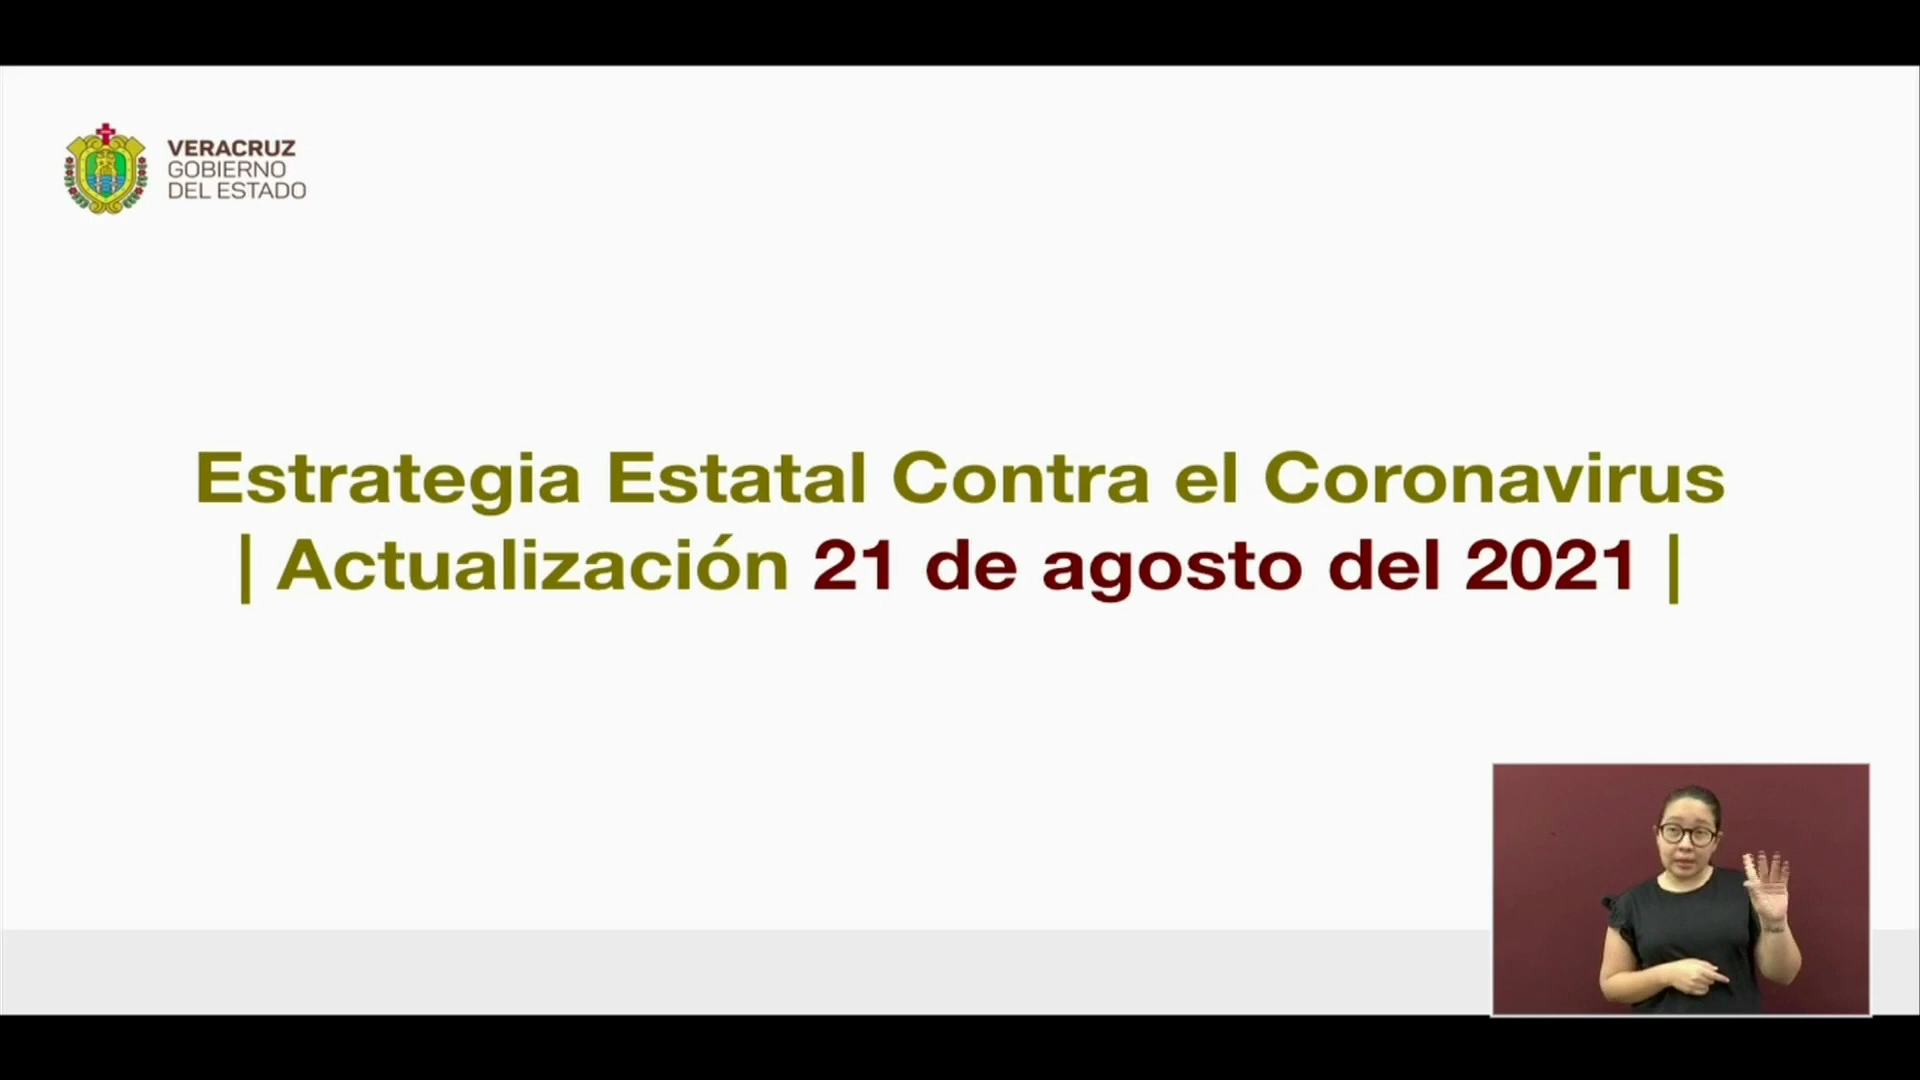 VERACRUZ
GOBIERNO
DEL ESTADO
Estrategia Estatal Contra el Coronavirus
| Actualización 21 de agosto del 2021 |